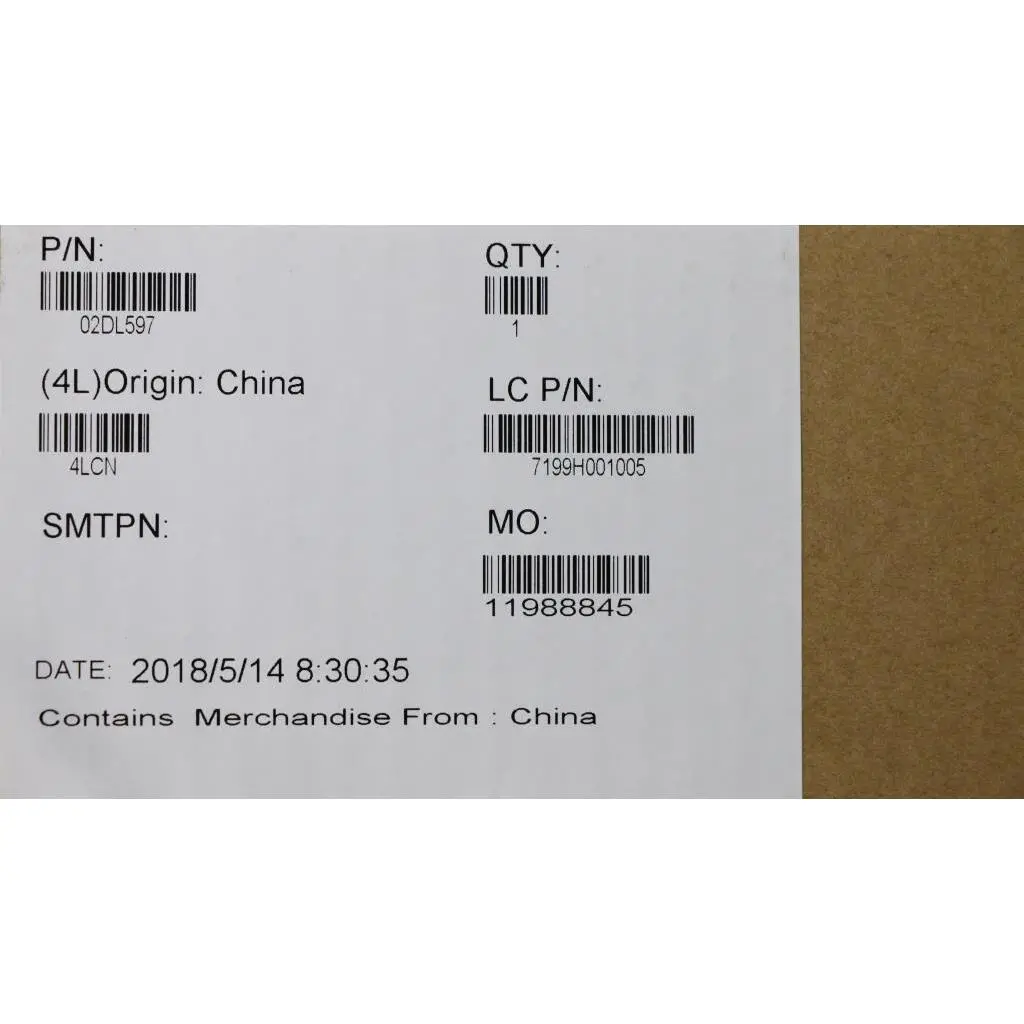 P/N:
02DL597
QTY:
1
(4L)Origin: China
4LCN
LC P/N:
7199H001005
SMTPN:
MO:
11988845
DATE: 2018/5/14 8:30:35
Contains Merchandise From : China